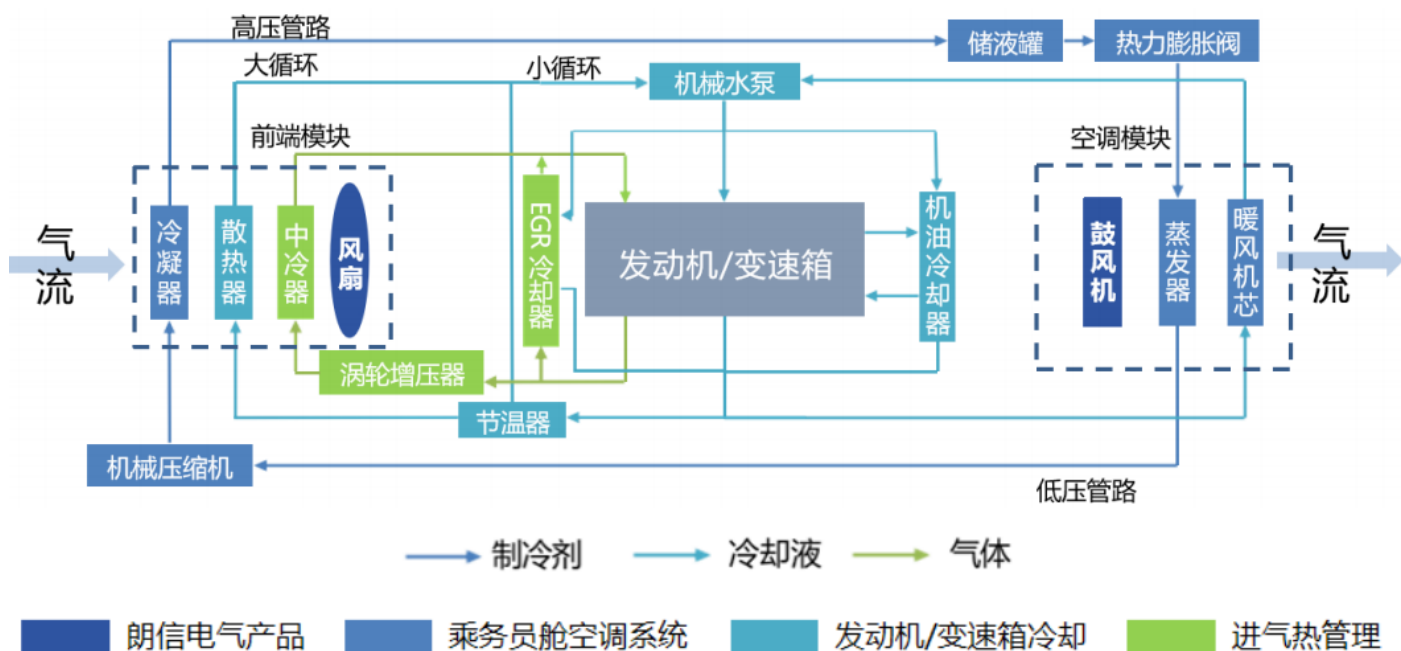 高压管路
储液罐
热力膨胀阀
大循环
小循环
机械水泵
前端模块
空调模块
气流
冷凝器
散热器
中冷器
风扇
EGR 冷却器
发动机/变速箱
机油冷却器
鼓风机
蒸发器
暖风机芯
气流
涡轮增压器
节温器
机械压缩机
低压管路
制冷剂
冷却液
气体
朗信电气产品
乘务员舱空调系统
发动机/变速箱冷却
进气热管理